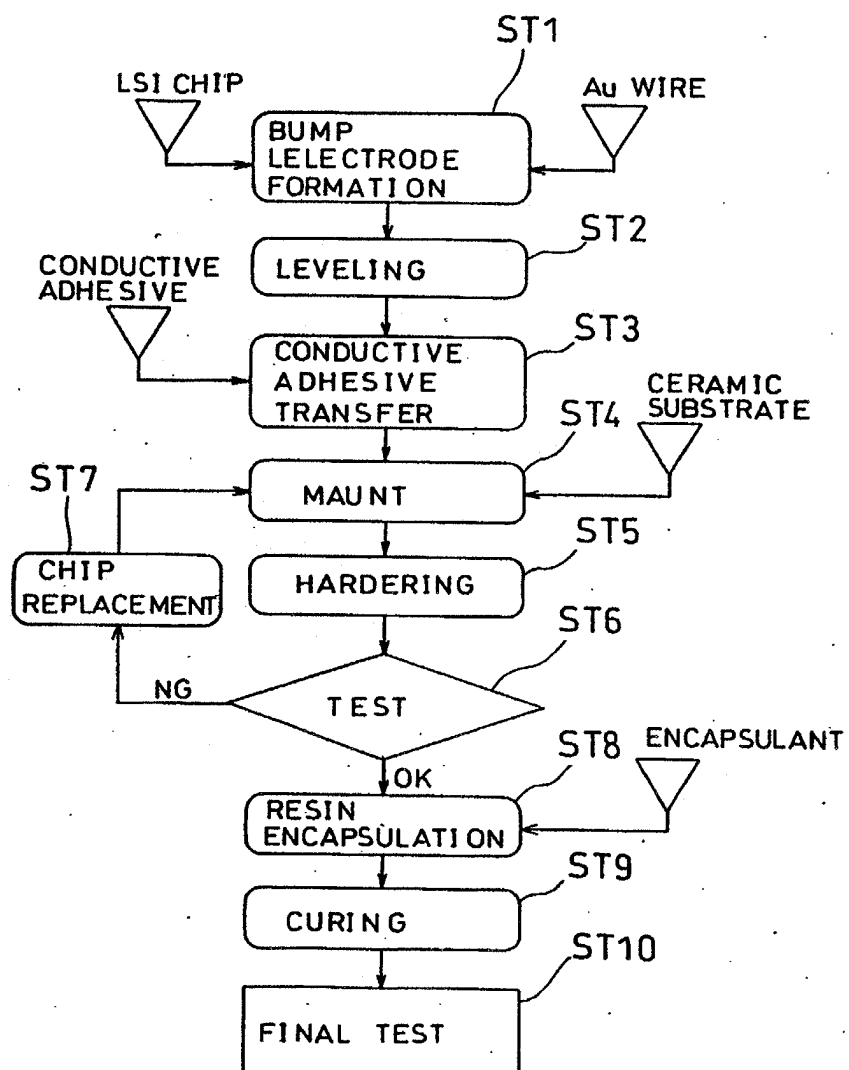 ST1
LSI CHIP
Au WIRE
BUMP
LELECTRODE
FORMATION
ST2
LEVELING
CONDUCTIVE
ADHESIVE
ST3
CONDUCTIVE
ADHESIVE
TRANSFER
CERAMIC
SUBSTRATE
ST4
MAUNT
ST7
ST5
CHIP
REPLACEMENT
HARDERING
ST6
NG
TEST
ST8
ENCAPSULANT
OK
RESIN
ENCAPSULATION
ST9
CURING
ST10
FINAL TEST